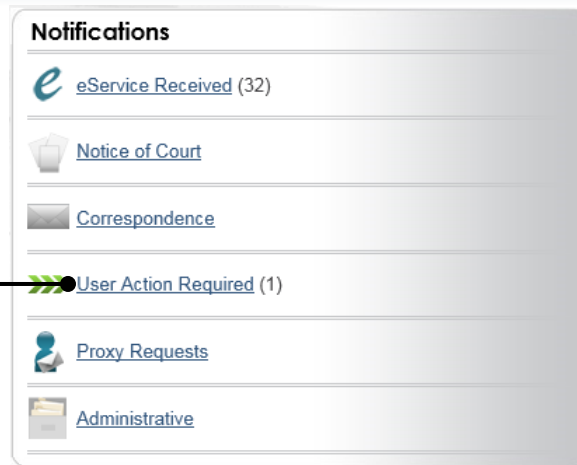 Notifications
eService Received (32)
Notice of Court
Correspondence
User Action Required (1)
Proxy Requests
Administrative